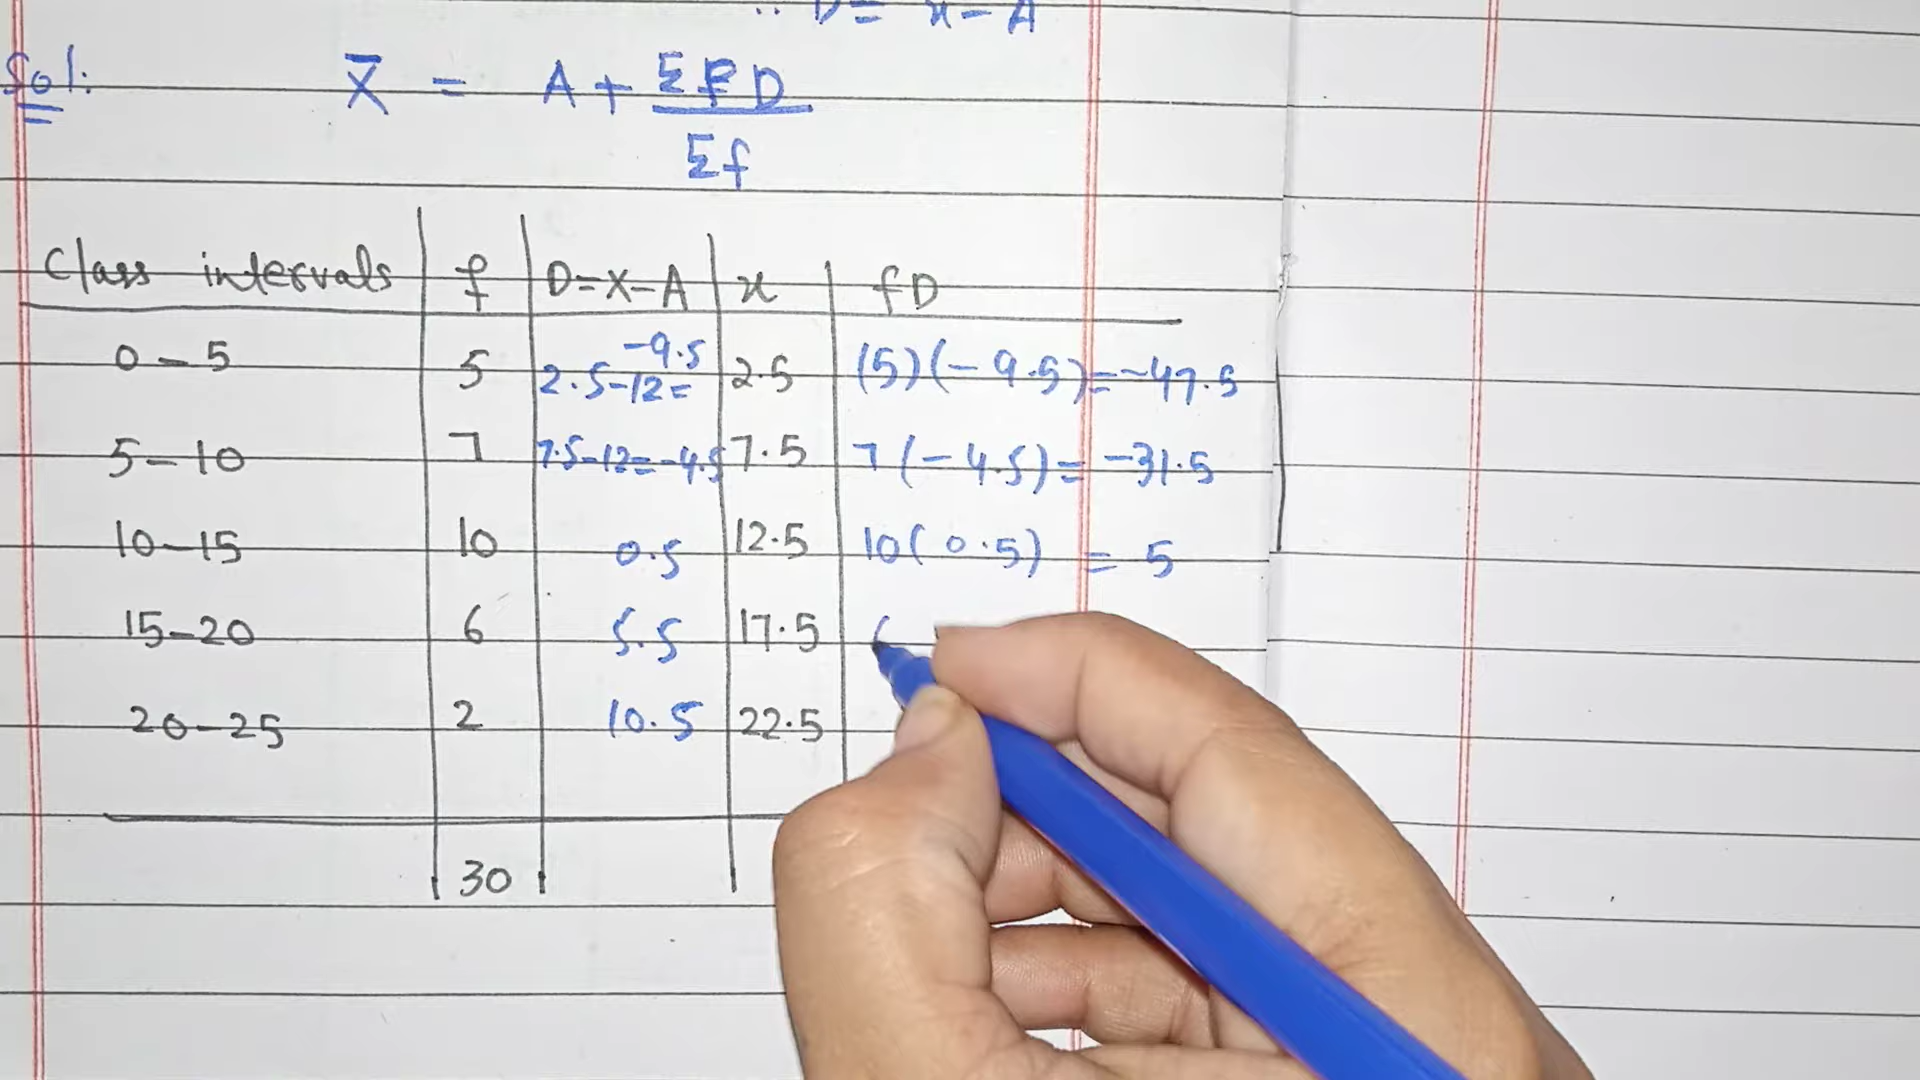 ∴ D = x - A
Sol:
X̄ = A + ΣfD
Σf
Class intervals f D=X-A x fD
0-5 5 2.5-12= -9.5 2.5 (5)(-9.5)=-47.5
5-10 7 7.5-12=-4.5 7.5 7(-4.5)= -31.5
10-15 10 0.5 12.5 10(0.5) = 5
15-20 6 5.5 17.5
20-25 2 10.5 22.5
30